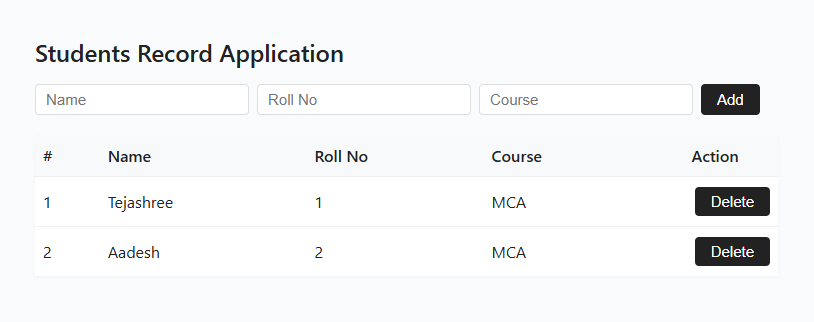 Students Record Application
Name Roll No Course Add
# Name Roll No Course Action
1 Tejashree 1 MCA Delete
2 Aadesh 2 MCA Delete